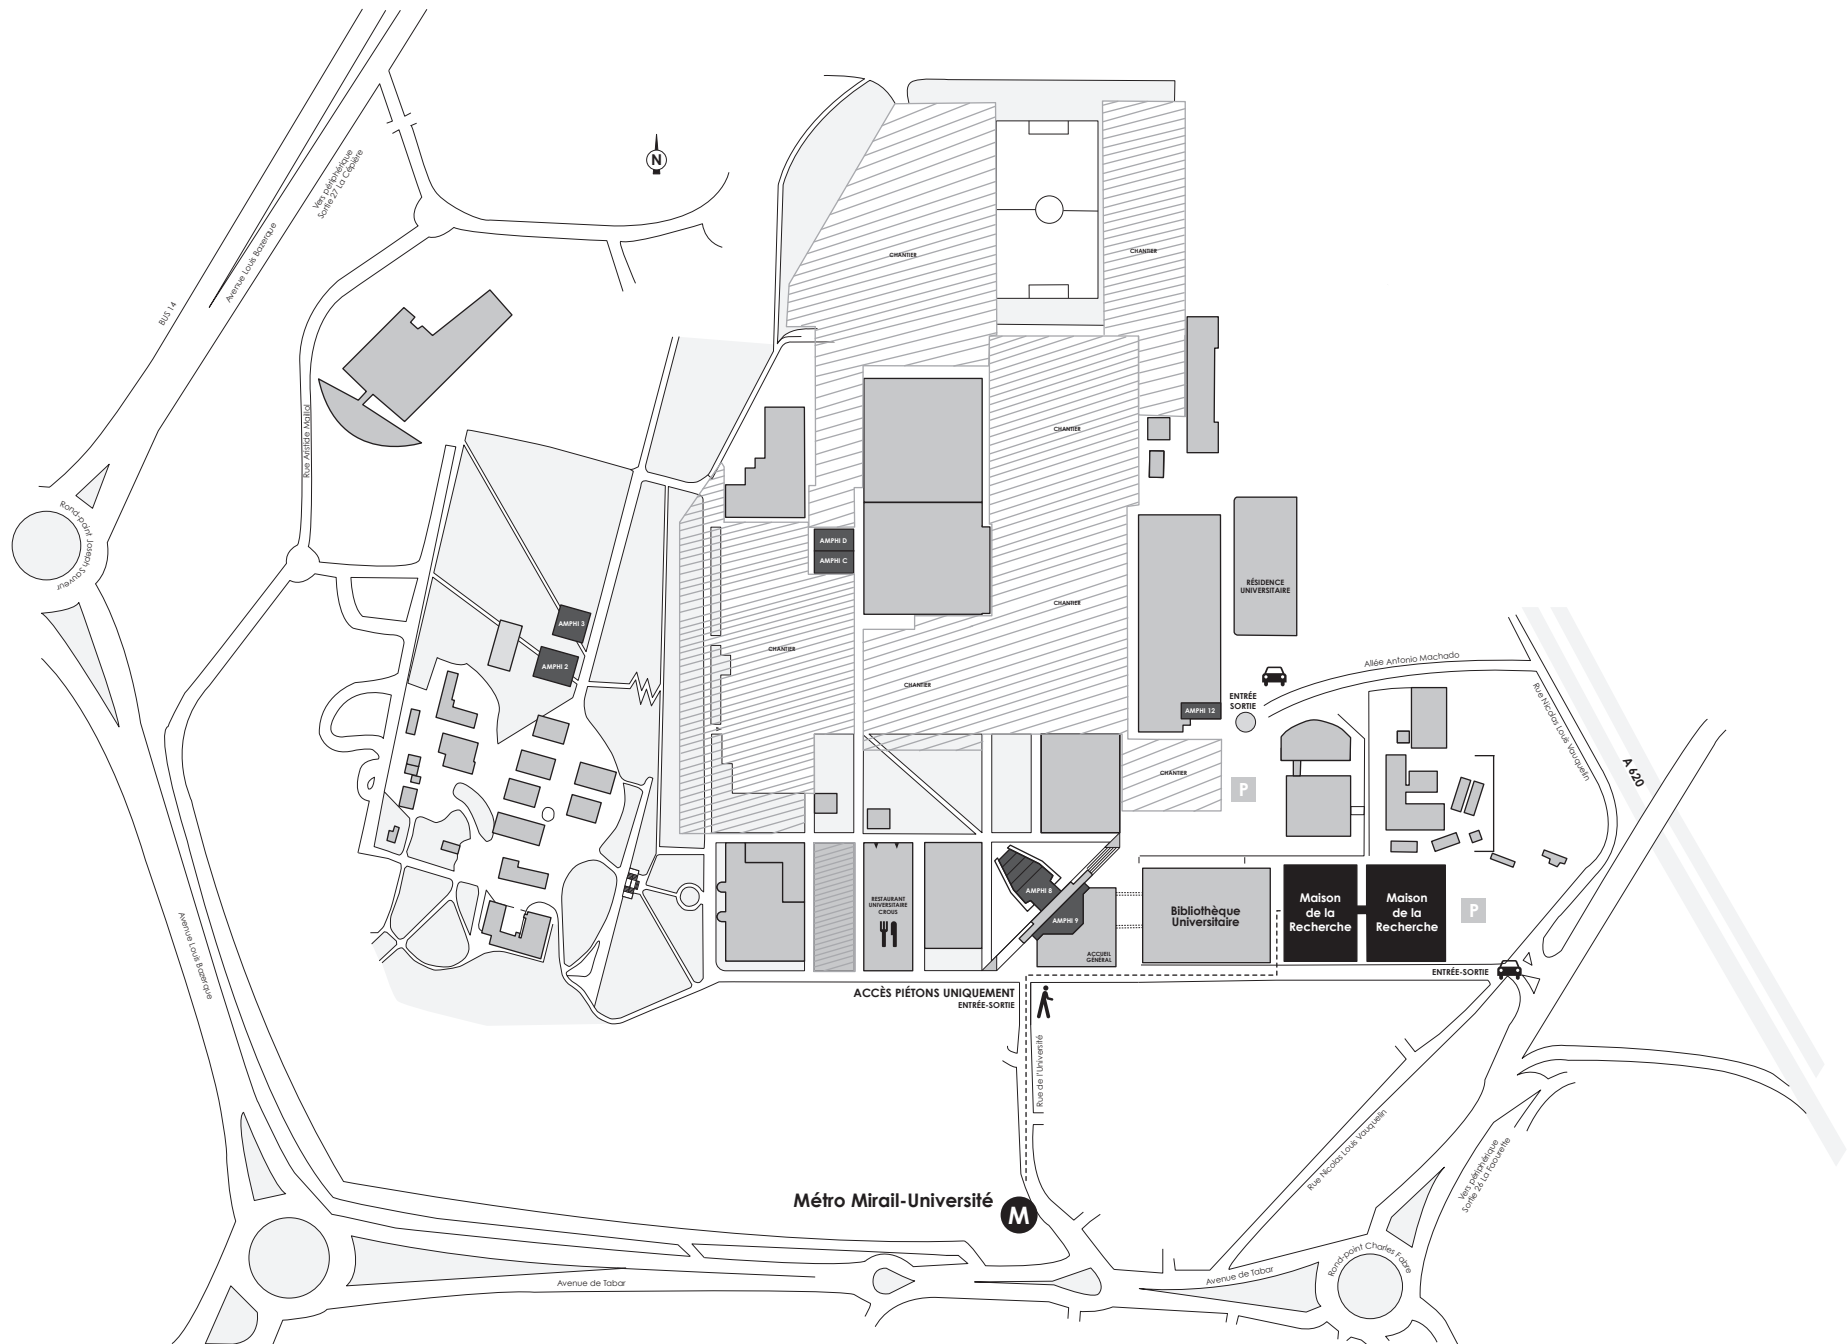 N
Vers périphérique
Sortie 27 La Cépière
Avenue Louis Bazerque
BUS 14
CHANTIER
CHANTIER
Rue Aristide Maillol
CHANTIER
Rond-point Joseph Sauveur
AMPHI D
AMPHI C
RÉSIDENCE
UNIVERSITAIRE
CHANTIER
AMPHI 3
AMPHI 2
CHANTIER
CHANTIER
Allée Antonio Machado
ENTRÉE
SORTIE
AMPHI 12
Rue Nicolas Louis Vauquelin
A 620
CHANTIER
P
AMPHI 8
AMPHI 9
RESTAURANT
UNIVERSITAIRE
CROUS
ACCUEIL
GÉNÉRAL
Bibliothèque
Universitaire
Maison
de la
Recherche
Maison
de la
Recherche
P
Avenue Louis Bazerque
ENTRÉE-SORTIE
ACCÈS PIÉTONS UNIQUEMENT
ENTRÉE-SORTIE
Rue de l'Université
Rue Nicolas Louis Vauquelin
Vers périphérique
Sortie 26 La Faourette
Métro Mirail-Université
M
Rond-point Charles Fabre
Avenue de Tabar
Avenue de Tabar